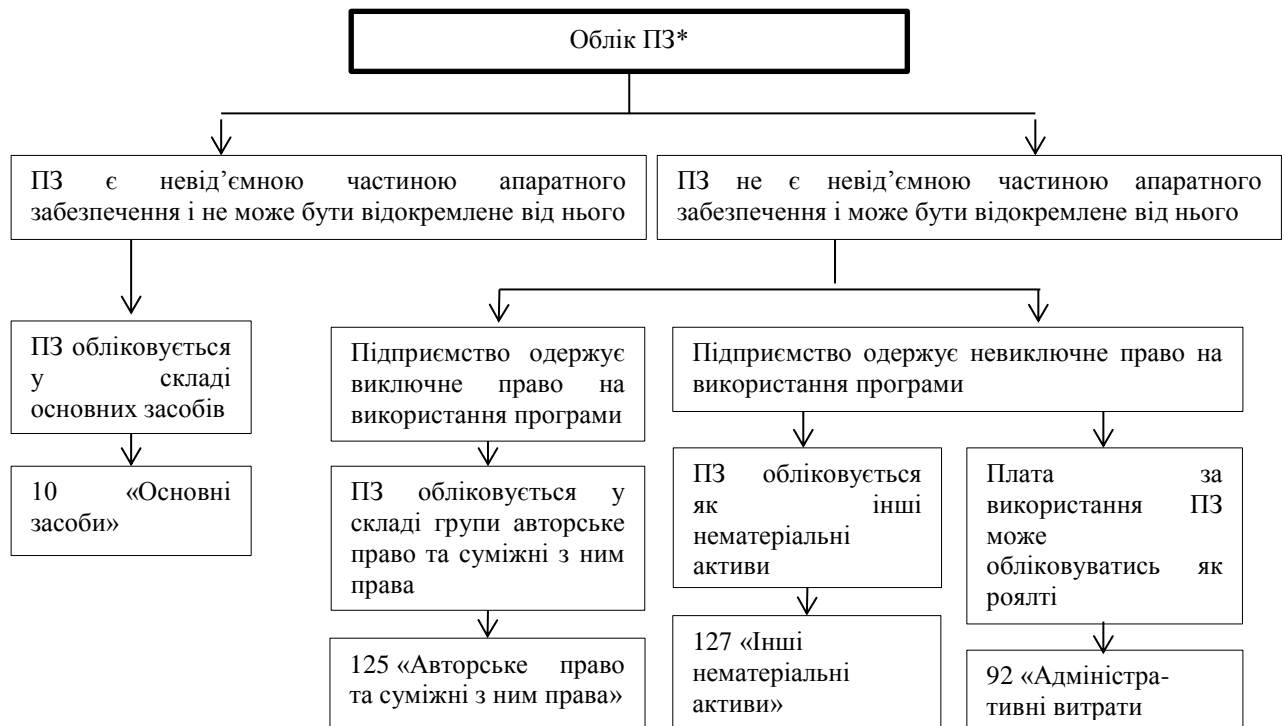 Облік ПЗ*
ПЗ є невід’ємною частиною апаратного
забезпечення і не може бути відокремлене від нього
ПЗ не є невід’ємною частиною апаратного
забезпечення і може бути відокремлене від нього
ПЗ обліковується
у складі
основних засобів
Підприємство одержує
виключне право на
використання програми
Підприємство одержує невиключне право на
використання програми
10 «Основні
засоби»
ПЗ обліковується у
складі групи авторське
право та суміжні з ним
права
ПЗ обліковується
як інші
нематеріальні
активи
Плата за
використання ПЗ
може
обліковуватись як
роялті
125 «Авторське право
та суміжні з ним права»
127 «Інші
нематеріальні
активи»
92 «Адміністра-
тивні витрати